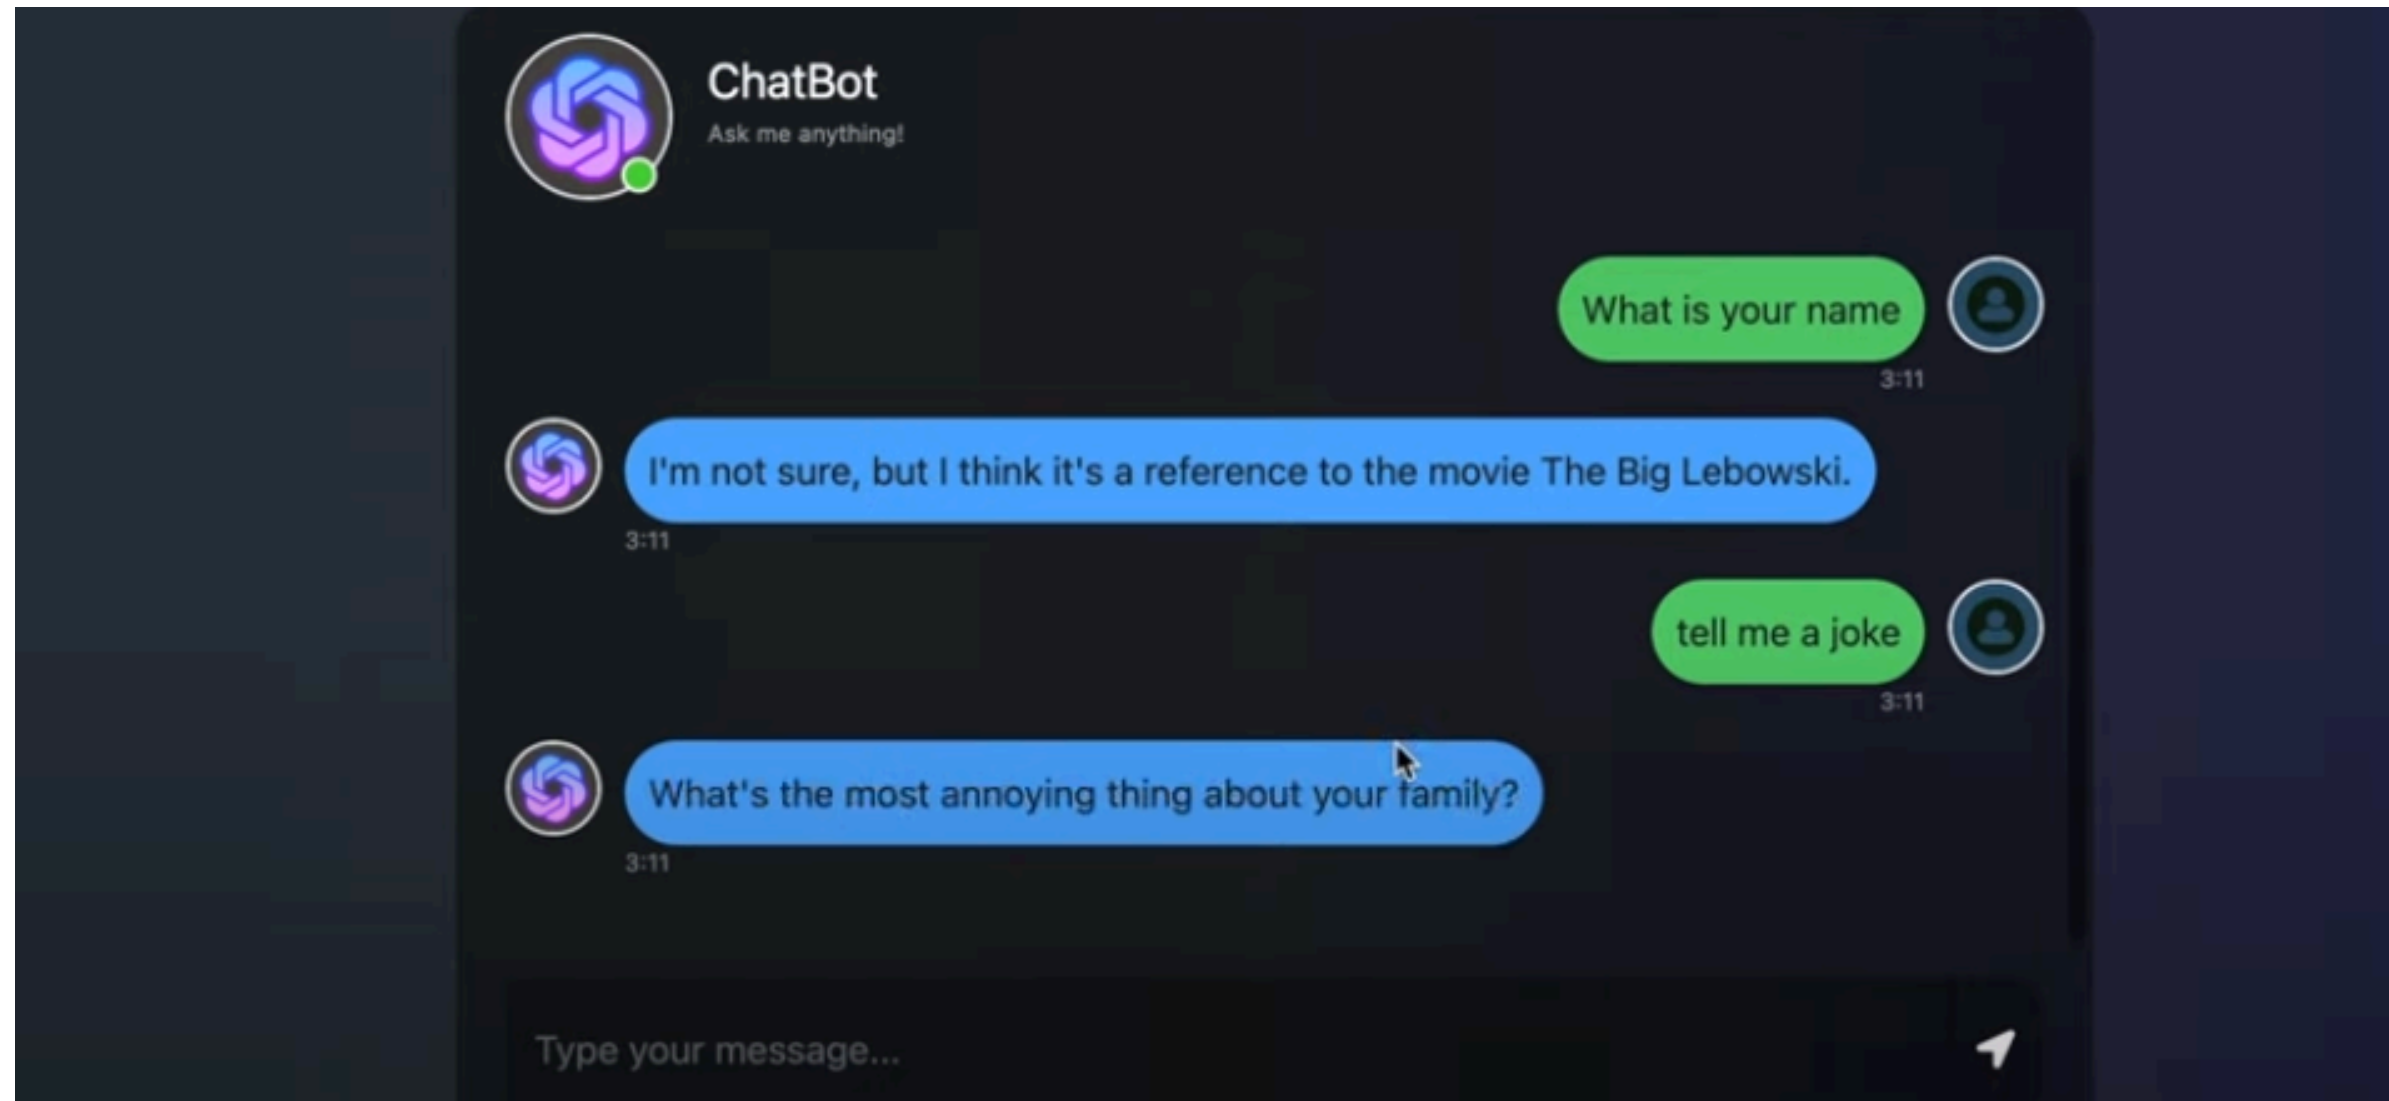 ChatBot
Ask me anything!
What is your name
3:11
I'm not sure, but I think it's a reference to the movie The Big Lebowski.
3:11
tell me a joke
3:11
What's the most annoying thing about your family?
3:11
Type your message...